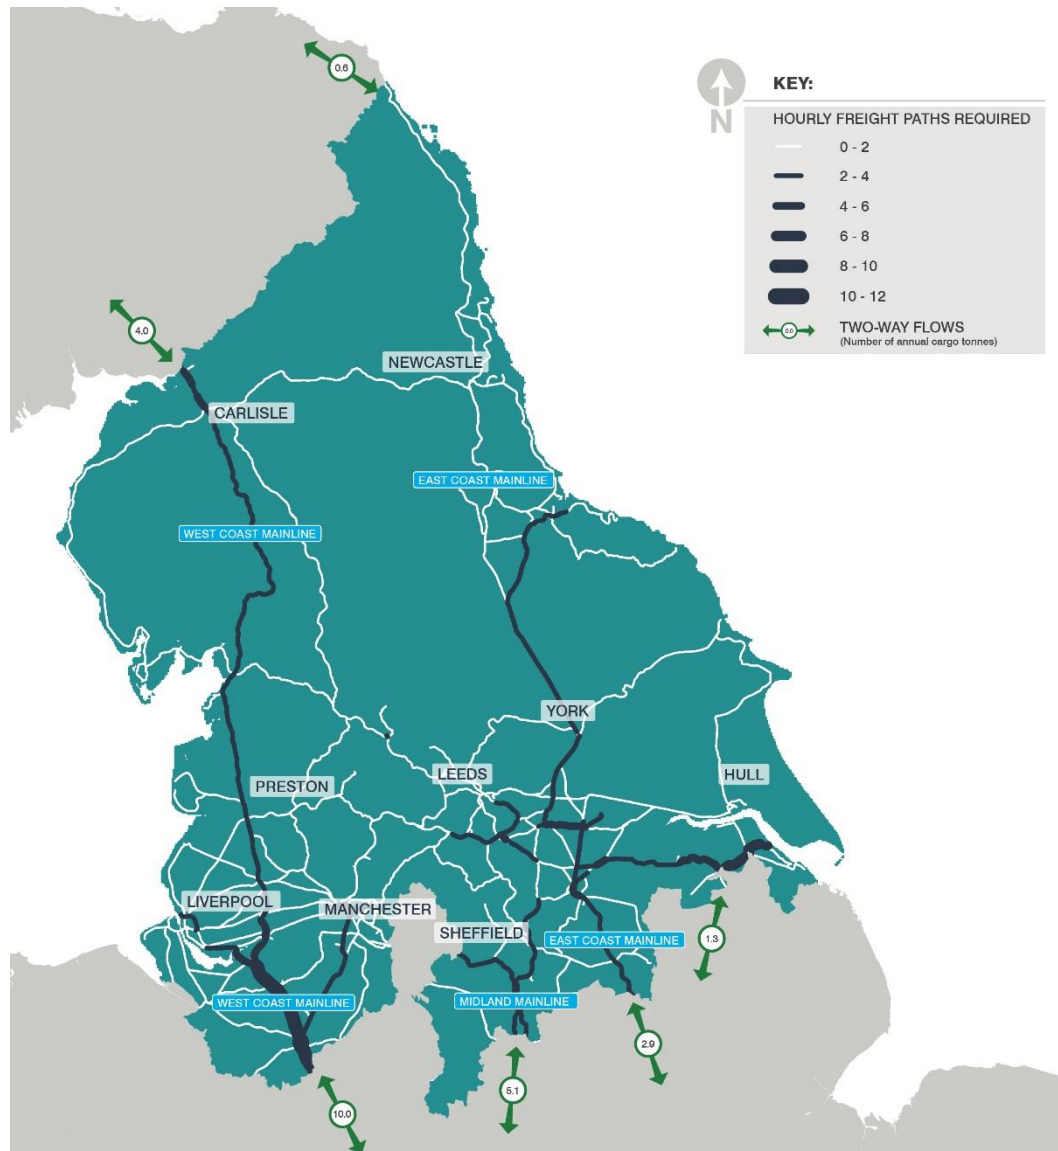 0.6
N
KEY:
HOURLY FREIGHT PATHS REQUIRED
0 - 2
2 - 4
4 - 6
6 - 8
8 - 10
10 - 12
0.0
TWO-WAY FLOWS
(Number of annual cargo tonnes)
4.0
NEWCASTLE
CARLISLE
EAST COAST MAINLINE
WEST COAST MAINLINE
YORK
LEEDS
HULL
PRESTON
LIVERPOOL
MANCHESTER
SHEFFIELD
EAST COAST MAINLINE
1.3
WEST COAST MAINLINE
MIDLAND MAINLINE
2.9
5.1
10.0